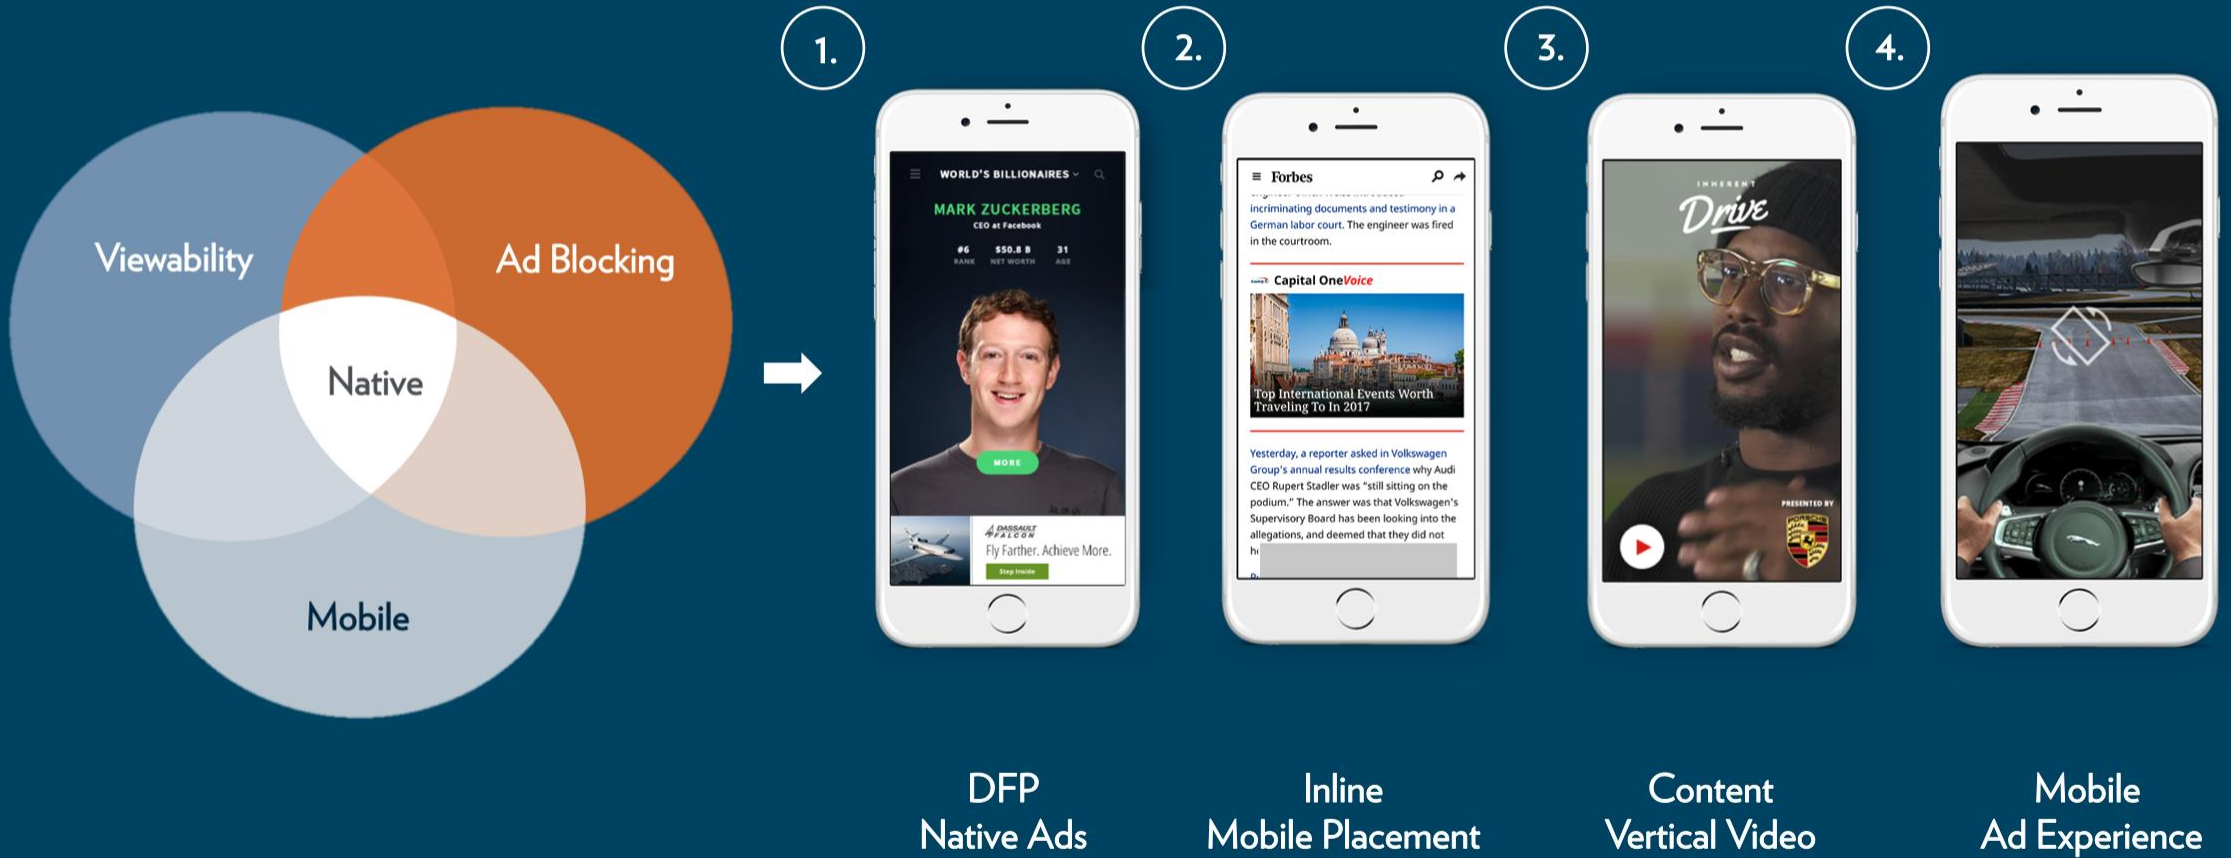 1.
2.
3.
4.
Viewability
Ad Blocking
Native
Mobile
WORLD'S BILLIONAIRES
MARK ZUCKERBERG
CEO at Facebook
#6 $50.8 B 31
RANK NET WORTH AGE
MORE
DASSAULT
FALCON
Fly Farther. Achieve More.
Step Inside
DFP
Native Ads
Forbes
incriminating documents and testimony in a
German labor court. The engineer was fired
in the courtroom.
Capital OneVoice
Top International Events Worth
Traveling To In 2017
Yesterday, a reporter asked in Volkswagen
Group's annual results conference why Audi
CEO Rupert Stadler was "still sitting on the
podium." The answer was that Volkswagen's
Supervisory Board has been looking into the
allegations, and deemed that they did not
Inline
Mobile Placement
INHERENT
Drive
PRESENTED BY
PORSCHE
Content
Vertical Video
Mobile
Ad Experience